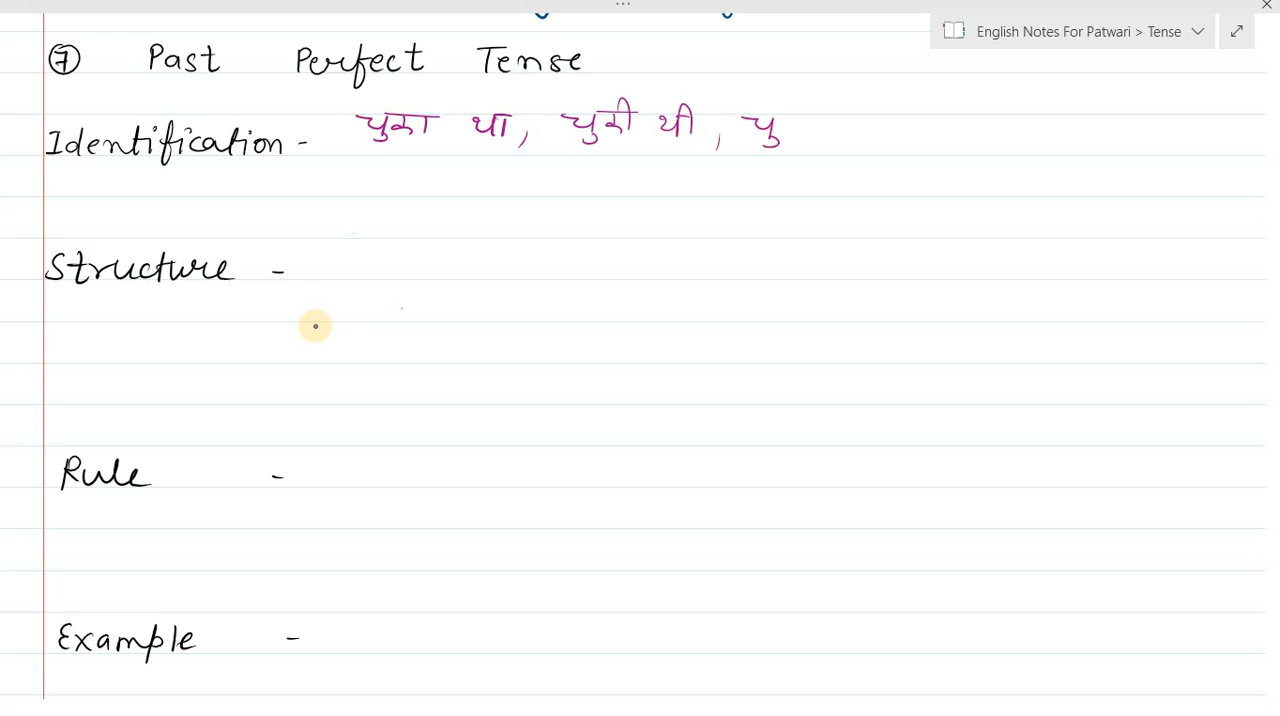 English Notes For Patwari > Tense
⑦ Past Perfect Tense
Identification - चुका था, चुकी थी, चु
Structure -
Rule -
Example -